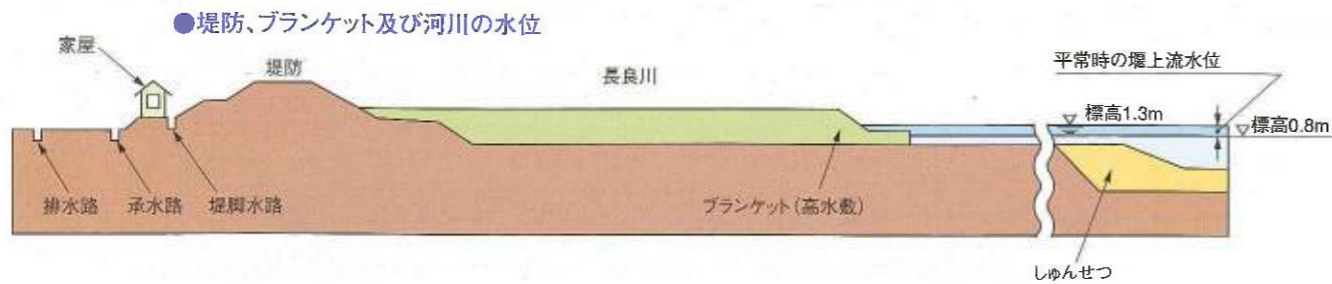 ●堤防、ブランケット及び河川の水位
家屋
堤防
長良川
平常時の堰上流水位
標高1.3m
標高0.8m
排水路
承水路
堤脚水路
ブランケット(高水敷)
しゅんせつ